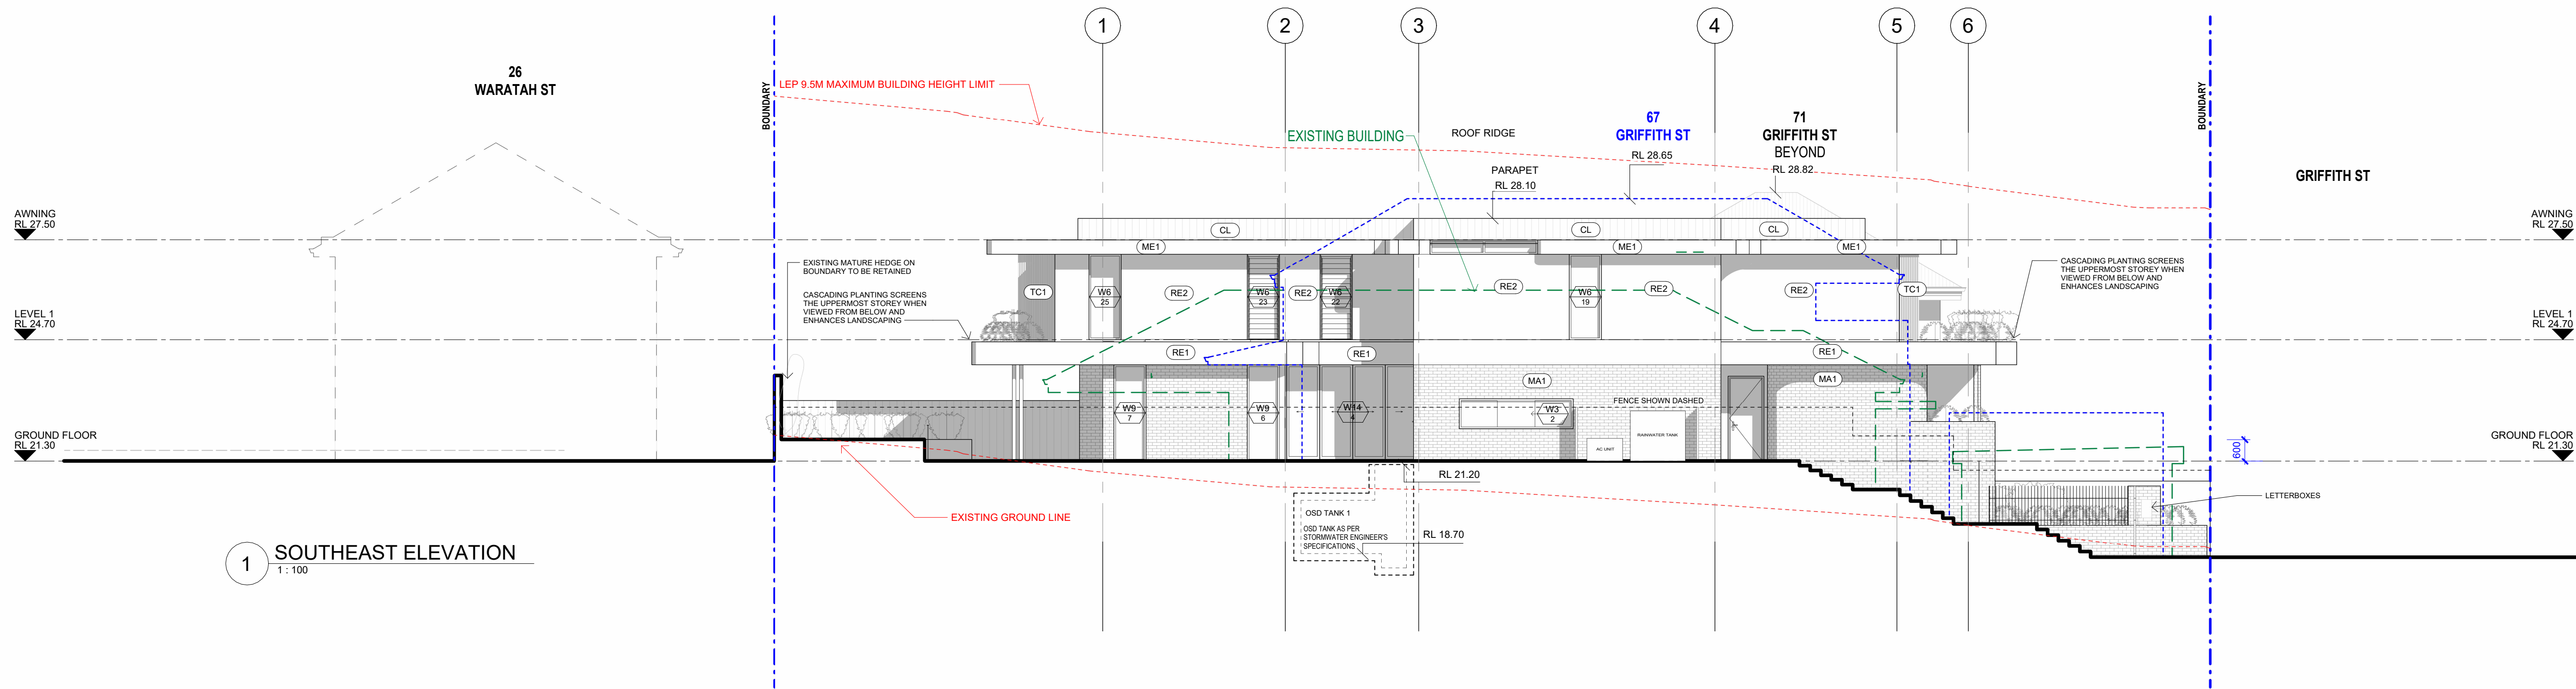 1
2
3
4
5
6
26
WARATAH ST
BOUNDARY
LEP 9.5M MAXIMUM BUILDING HEIGHT LIMIT
EXISTING BUILDING
ROOF RIDGE
67
GRIFFITH ST
RL 28.65
71
GRIFFITH ST
BEYOND
RL 28.82
BOUNDARY
GRIFFITH ST
PARAPET
RL 28.10
AWNING
RL 27.50
AWNING
RL 27.50
CL
CL
CL
ME1
ME1
ME1
EXISTING MATURE HEDGE ON
BOUNDARY TO BE RETAINED
CASCADING PLANTING SCREENS
THE UPPERMOST STOREY WHEN
VIEWED FROM BELOW AND
ENHANCES LANDSCAPING
CASCADING PLANTING SCREENS
THE UPPERMOST STOREY WHEN
VIEWED FROM BELOW AND
ENHANCES LANDSCAPING
TC1
W6
25
RE2
W6
23
RE2
W6
22
RE2
W6
19
RE2
RE2
TC1
LEVEL 1
RL 24.70
LEVEL 1
RL 24.70
RE1
RE1
RE1
MA1
MA1
FENCE SHOWN DASHED
W9
7
W9
6
W14
4
W3
2
RAINWATER TANK
AC UNIT
GROUND FLOOR
RL 21.30
GROUND FLOOR
RL 21.30
600
RL 21.20
LETTERBOXES
EXISTING GROUND LINE
OSD TANK 1
OSD TANK AS PER
STORMWATER ENGINEER'S
SPECIFICATIONS
RL 18.70
1
SOUTHEAST ELEVATION
1 : 100